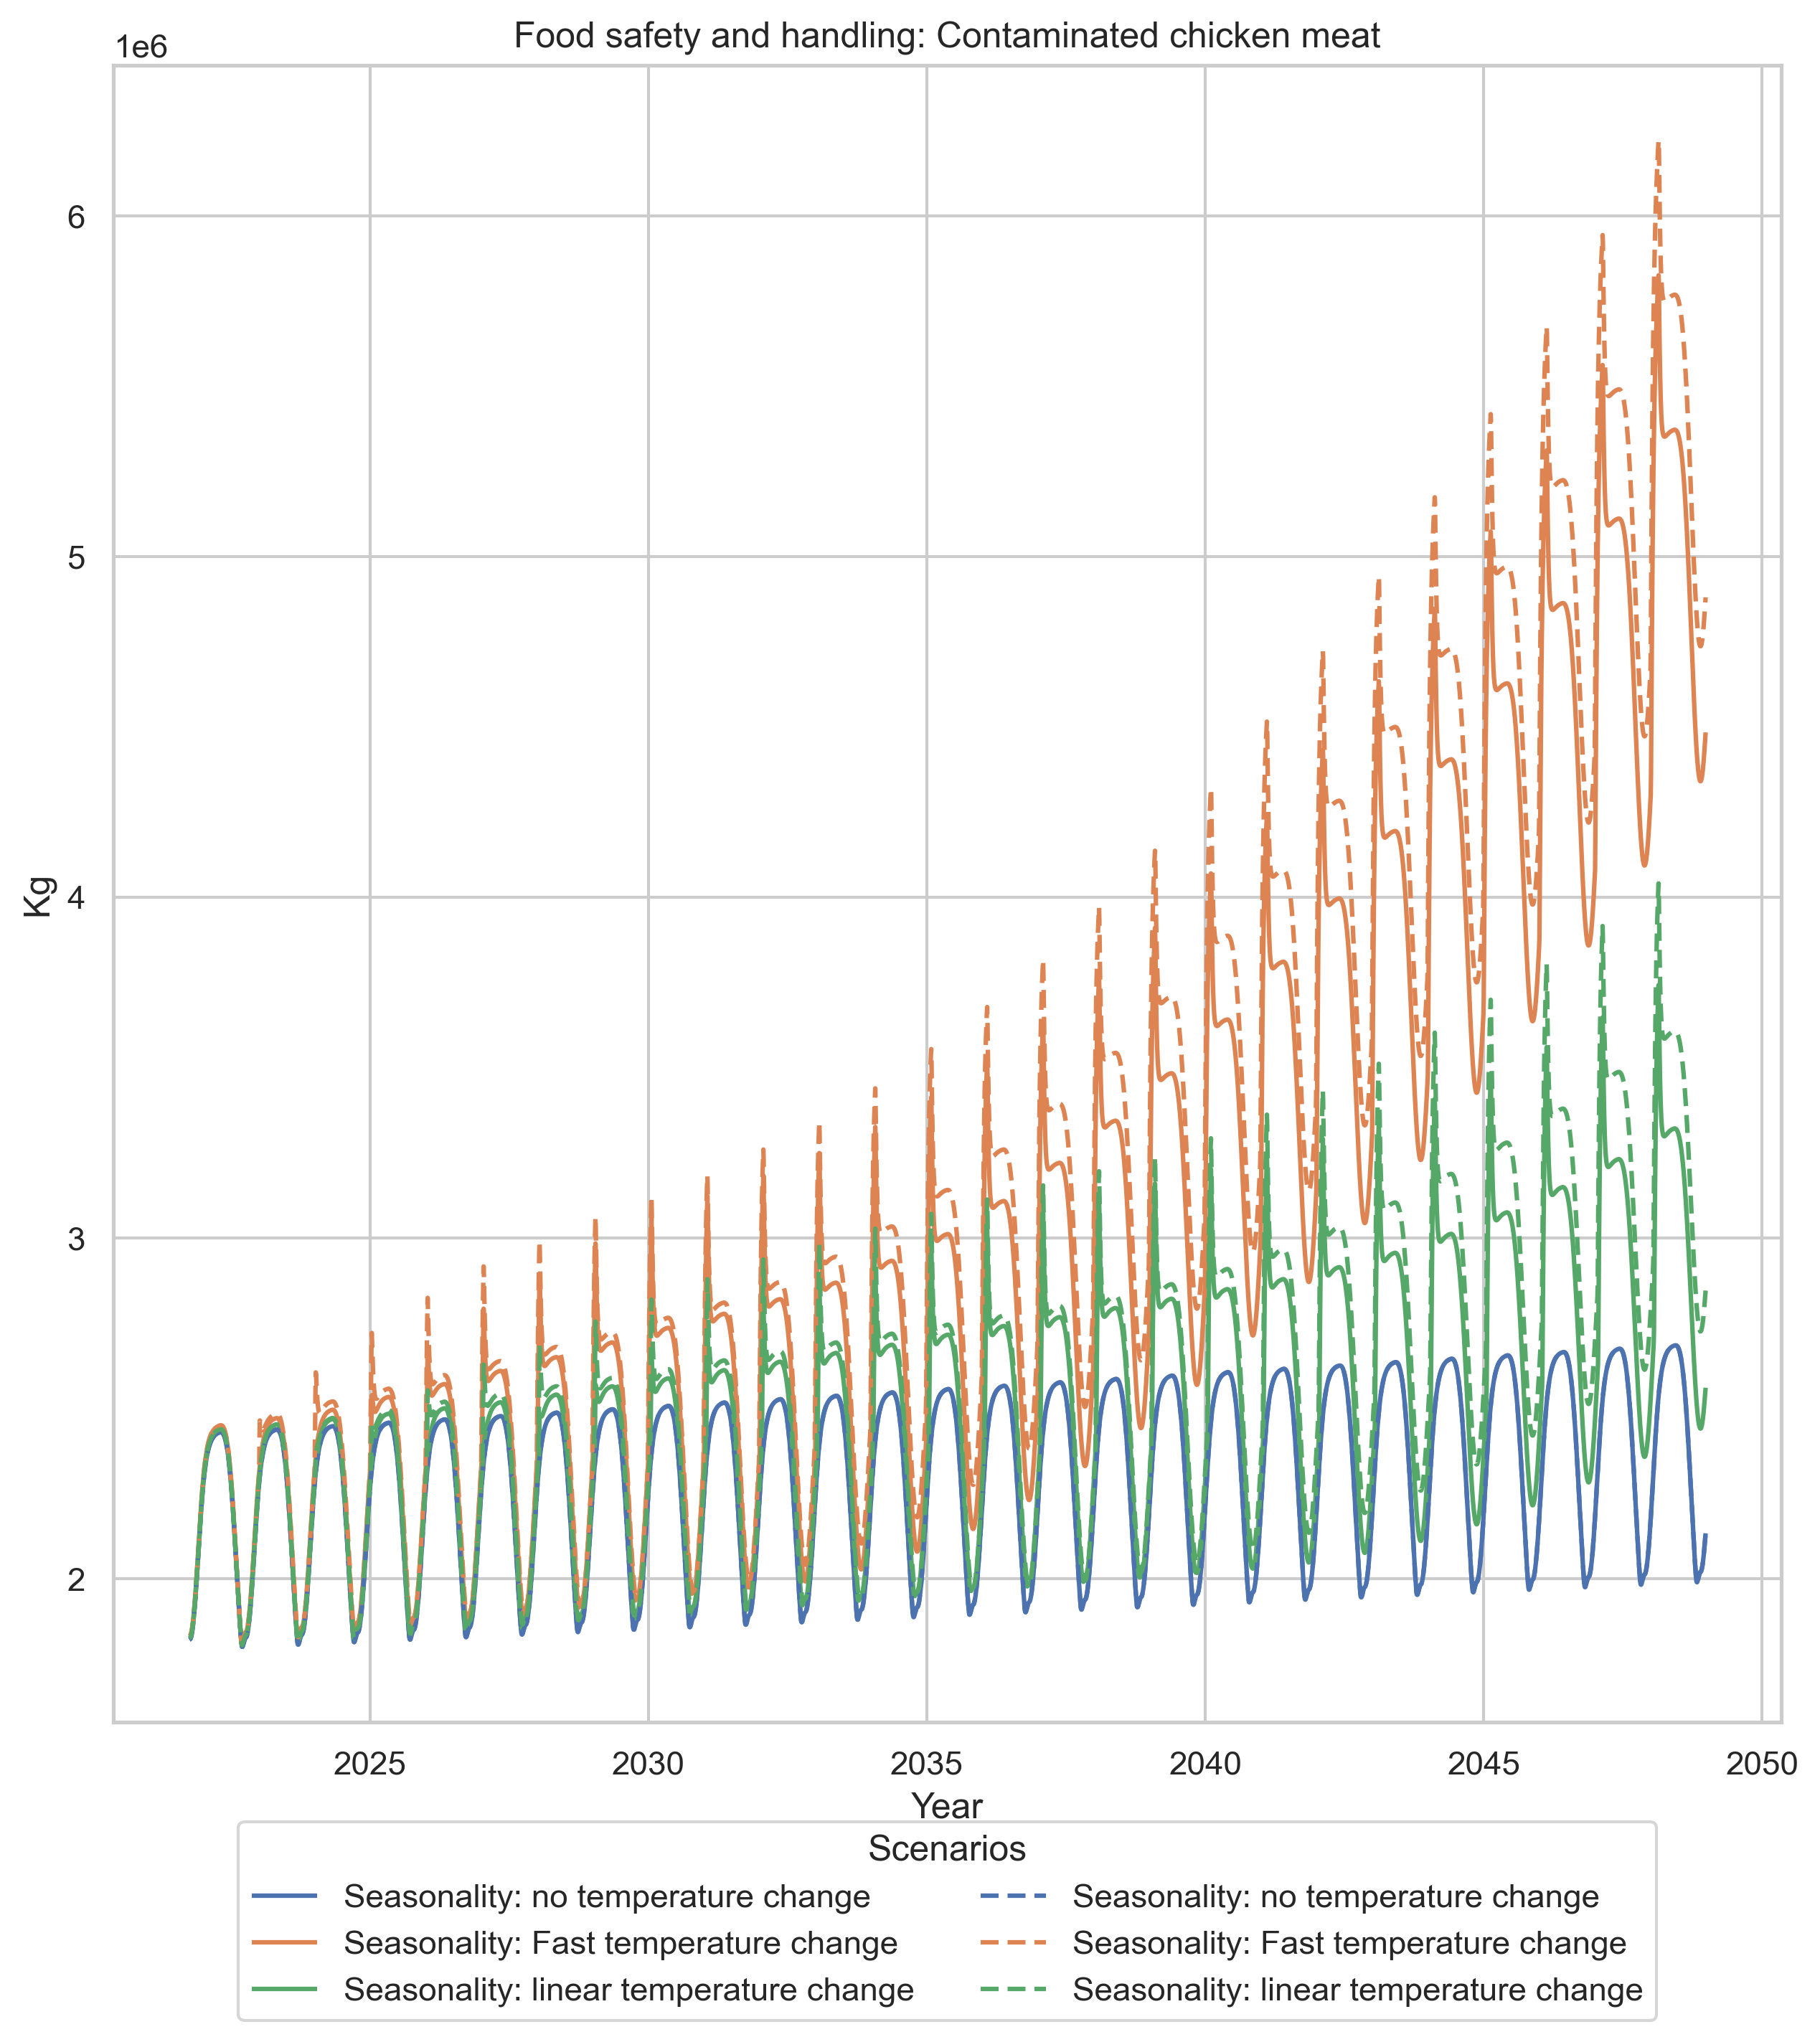 Food safety and handling: Contaminated chicken meat
1e6
6
5
4
3
2
Kg
2025 2030 2035 2040 2045 2050
Year
Scenarios
Seasonality: no temperature change Seasonality: no temperature change
Seasonality: Fast temperature change Seasonality: Fast temperature change
Seasonality: linear temperature change Seasonality: linear temperature change